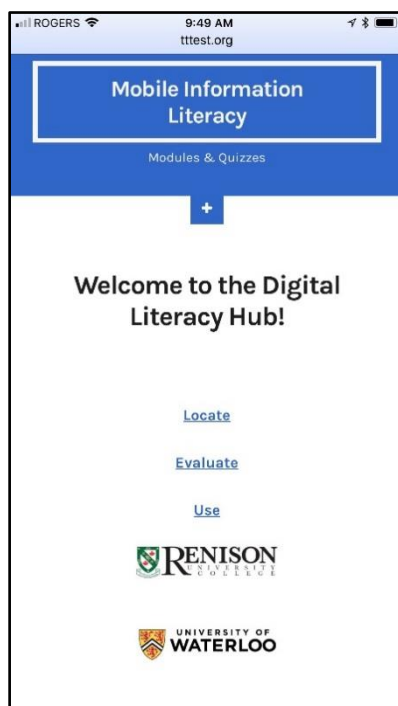 ROGERS 9:49 AM
tttest.org
Mobile Information
Literacy
Modules & Quizzes
+
Welcome to the Digital
Literacy Hub!
Locate
Evaluate
Use
RENISON
UNIVERSITY
COLLEGE
UNIVERSITY OF
WATERLOO